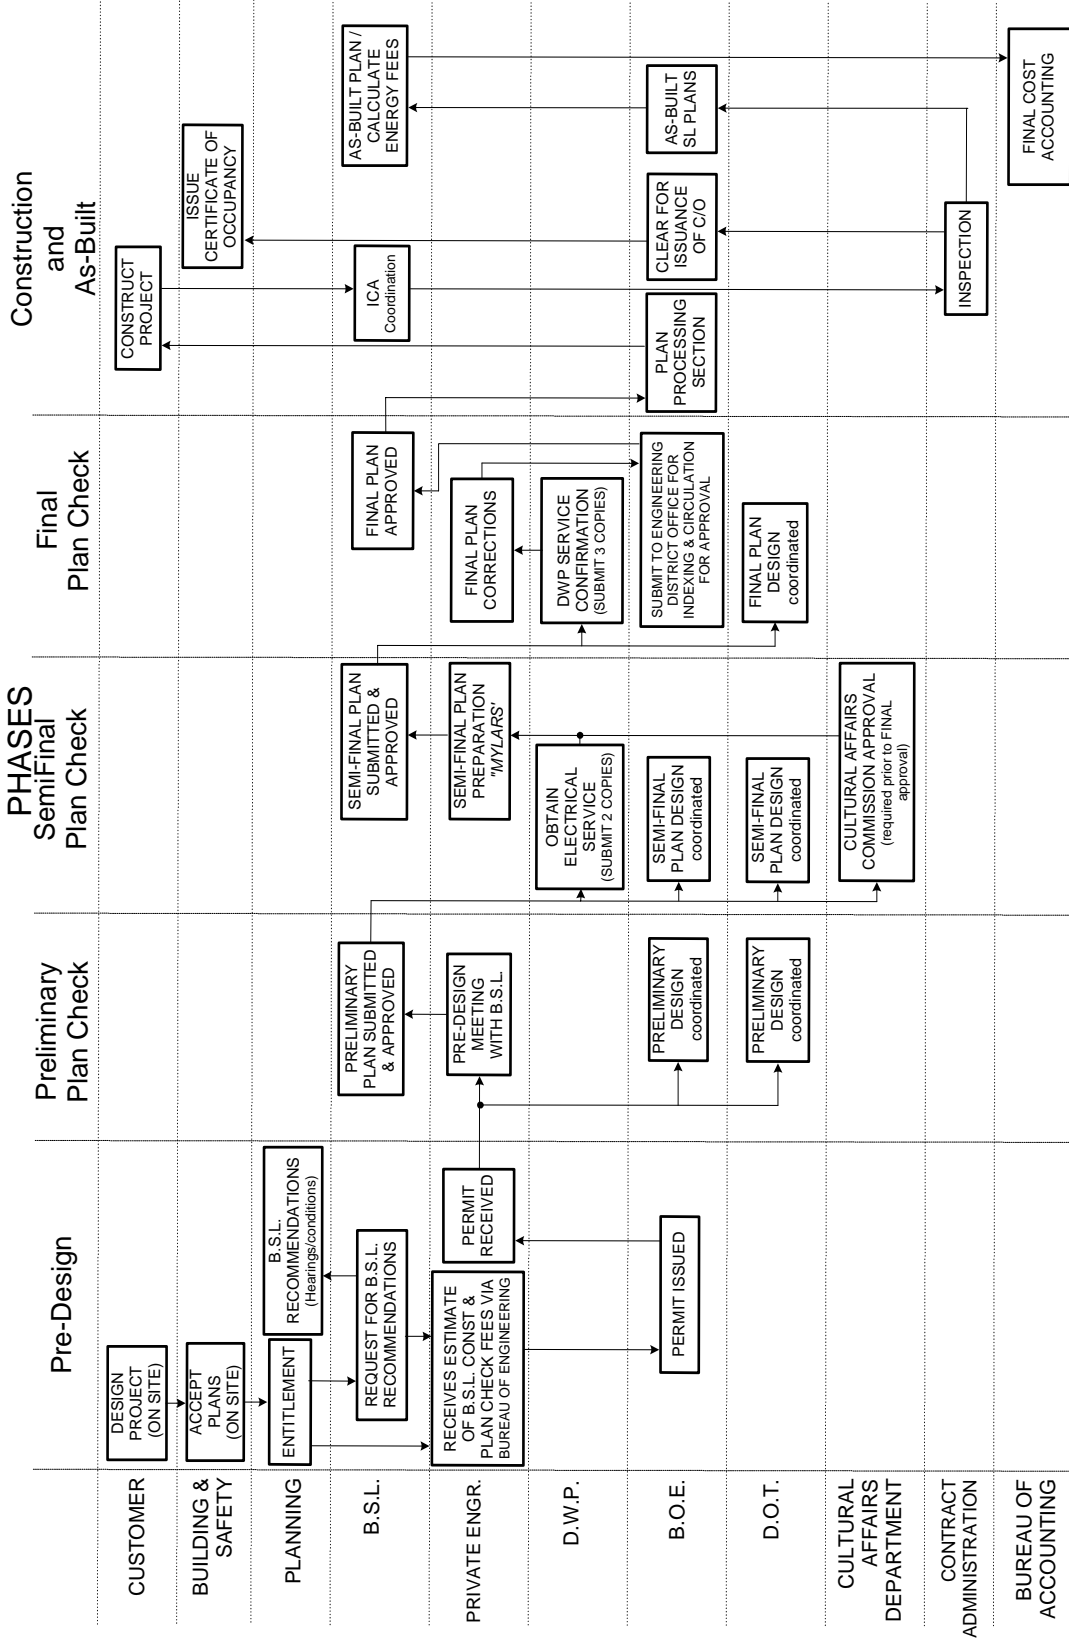 PHASES
Pre-Design
Preliminary
Plan Check
SemiFinal
Plan Check
Final
Plan Check
Construction
and
As-Built
CUSTOMER
DESIGN
PROJECT
(ON SITE)
CONSTRUCT
PROJECT
BUILDING &
SAFETY
ACCEPT
PLANS
(ON SITE)
ISSUE
CERTIFICATE OF
OCCUPANCY
PLANNING
ENTITLEMENT
B.S.L.
RECOMMENDATIONS
(Hearings/conditions)
B.S.L.
REQUEST FOR B.S.L.
RECOMMENDATIONS
PRELIMINARY
PLAN SUBMITTED
& APPROVED
SEMI-FINAL PLAN
SUBMITTED &
APPROVED
FINAL PLAN
APPROVED
ICA
Coordination
AS-BUILT PLAN /
CALCULATE
ENERGY FEES
PRIVATE ENGR.
RECEIVES ESTIMATE
OF B.S.L. CONST &
PLAN CHECK FEES VIA
BUREAU OF ENGINEERING
PERMIT
RECEIVED
PRE-DESIGN
MEETING
WITH B.S.L.
SEMI-FINAL PLAN
PREPARATION
"MYLARS'
FINAL PLAN
CORRECTIONS
D.W.P.
OBTAIN
ELECTRICAL
SERVICE
(SUBMIT 2 COPIES)
DWP SERVICE
CONFIRMATION
(SUBMIT 3 COPIES)
B.O.E.
PERMIT ISSUED
PRELIMINARY
DESIGN
coordinated
SEMI-FINAL
PLAN DESIGN
coordinated
SUBMIT TO ENGINEERING
DISTRICT OFFICE FOR
INDEXING & CIRCULATION
FOR APPROVAL
PLAN
PROCESSING
SECTION
CLEAR FOR
ISSUANCE
OF C/O
AS-BUILT
SL PLANS
D.O.T.
PRELIMINARY
DESIGN
coordinated
SEMI-FINAL
PLAN DESIGN
coordinated
FINAL PLAN
DESIGN
coordinated
CULTURAL
AFFAIRS
DEPARTMENT
CULTURAL AFFAIRS
COMMISSION APPROVAL
(required prior to FINAL
approval)
CONTRACT
ADMINISTRATION
INSPECTION
BUREAU OF
ACCOUNTING
FINAL COST
ACCOUNTING